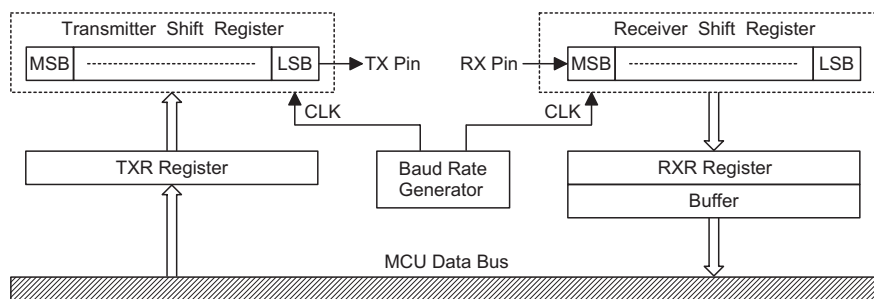 Transmitter Shift Register
MSB
LSB
TX Pin
CLK
TXR Register
Baud Rate
Generator
RX Pin
CLK
Receiver Shift Register
MSB
LSB
RXR Register
Buffer
MCU Data Bus